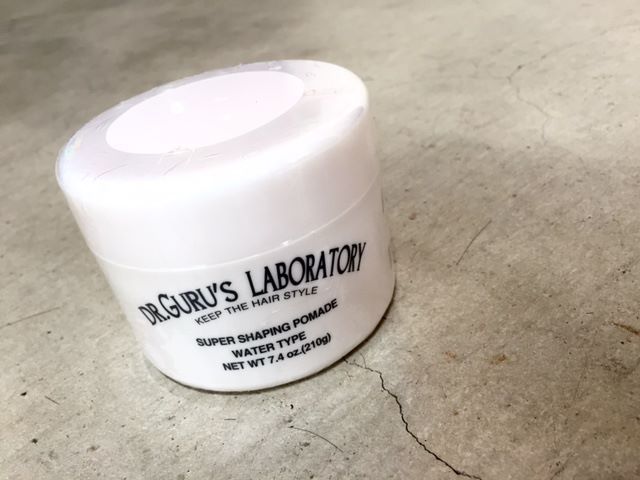 DR.GURU'S LABORATORY
KEEP THE HAIR STYLE
SUPER SHAPING POMADE
WATER TYPE
NET WT 7.4 oz.(210g)